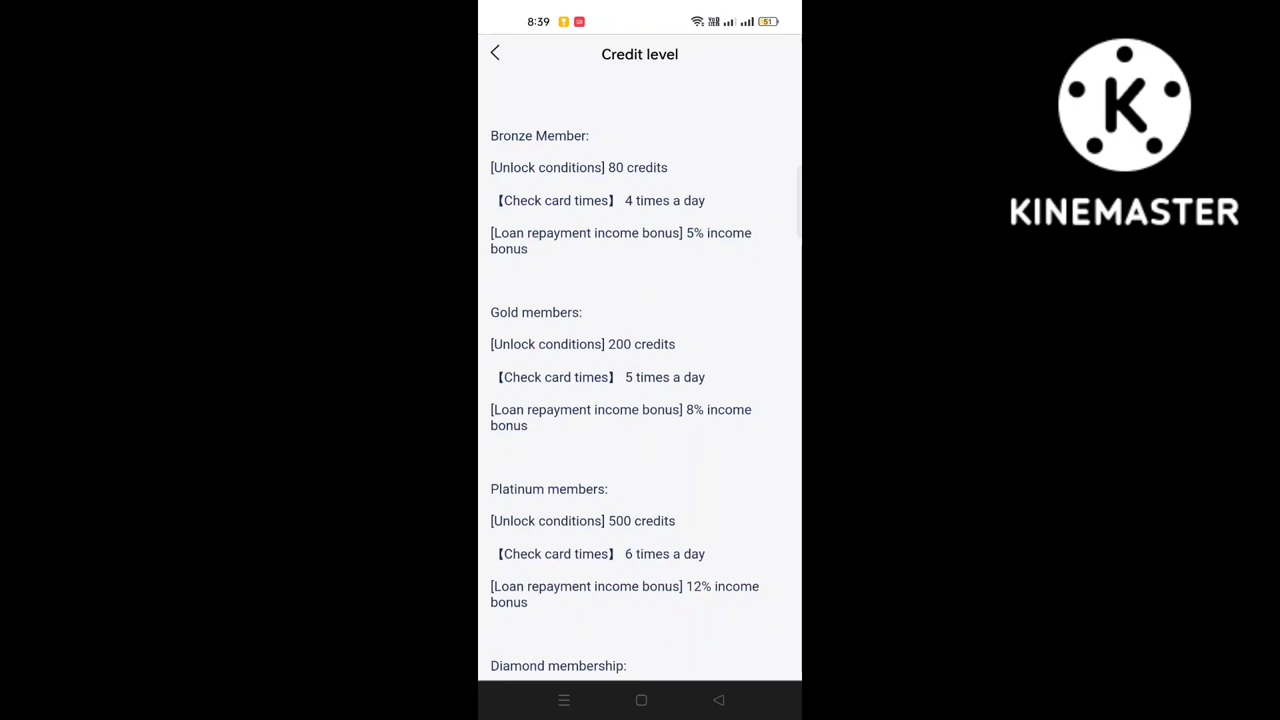 8:39
VoD
LTE
51
Credit level
Bronze Member:
[Unlock conditions] 80 credits
【Check card times】 4 times a day
[Loan repayment income bonus] 5% income
bonus
Gold members:
[Unlock conditions] 200 credits
【Check card times】 5 times a day
[Loan repayment income bonus] 8% income
bonus
Platinum members:
[Unlock conditions] 500 credits
【Check card times】 6 times a day
[Loan repayment income bonus] 12% income
bonus
Diamond membership:
K
KINEMASTER